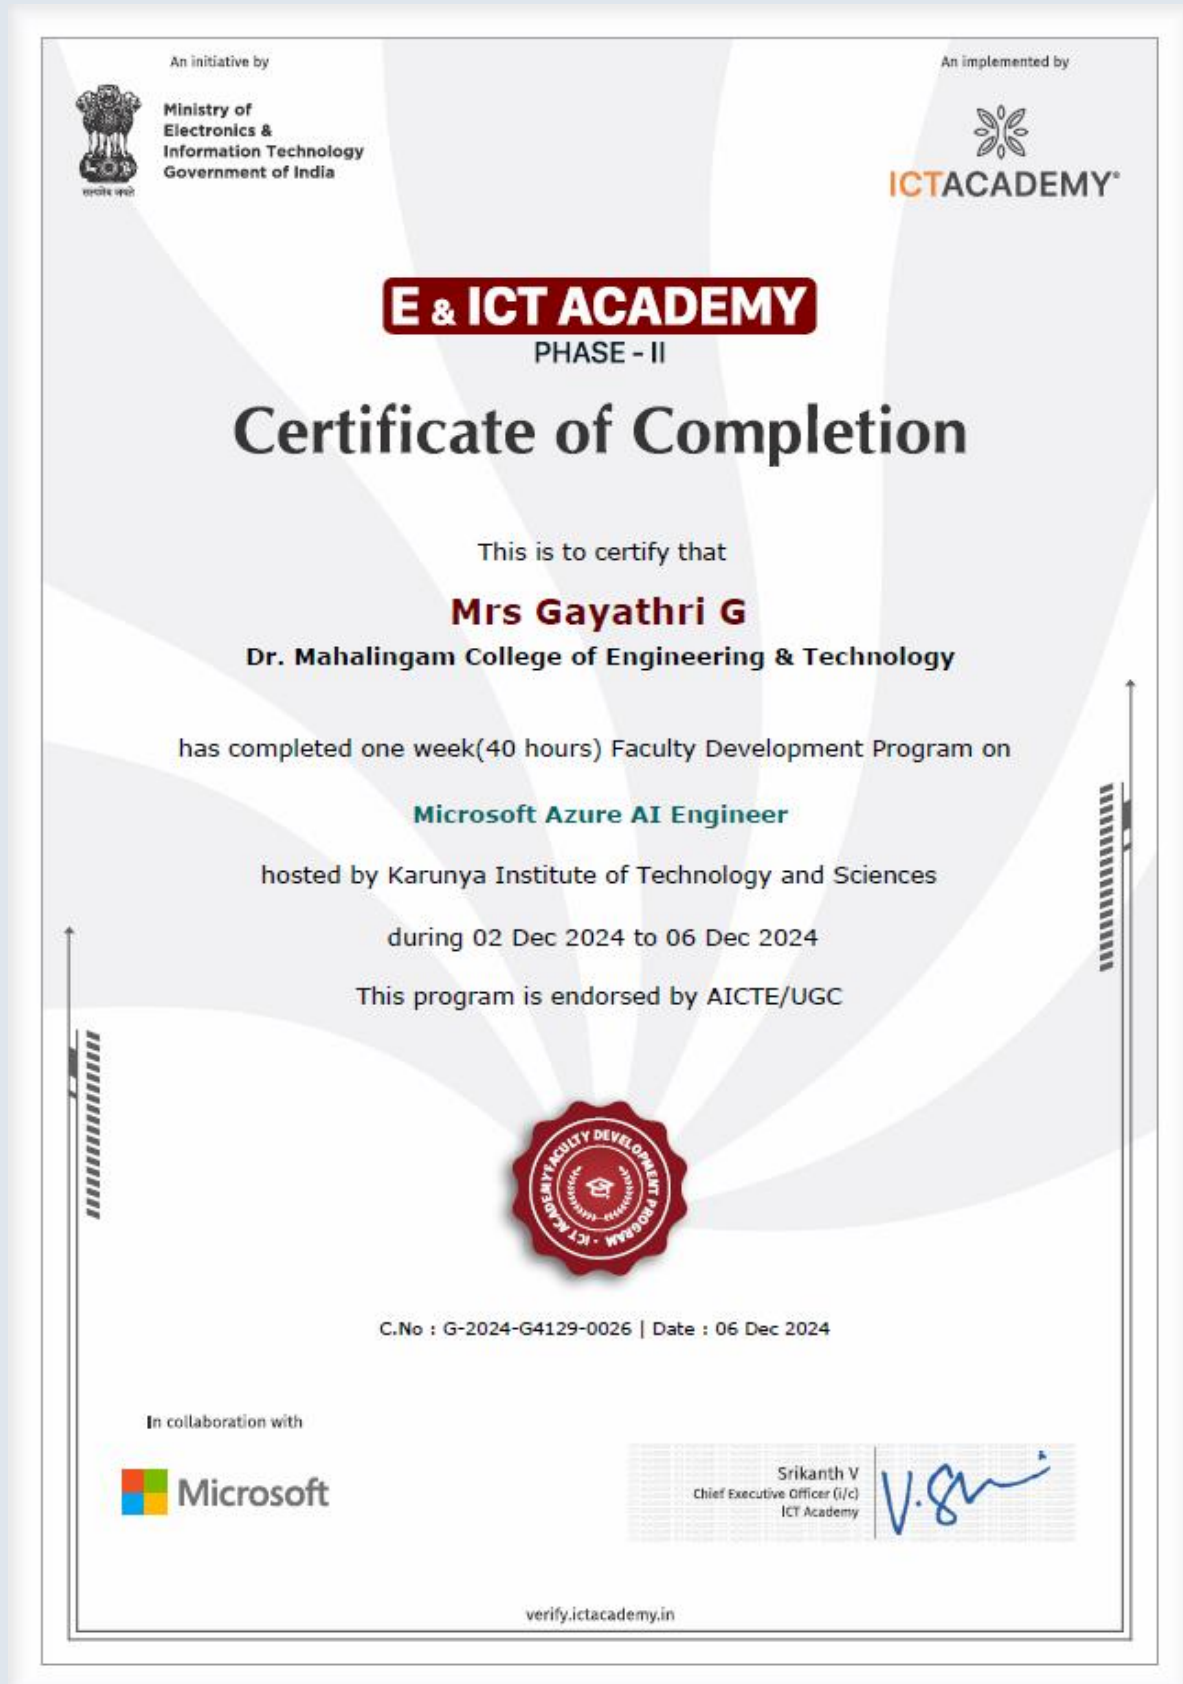 An initiative by
Ministry of
Electronics &
Information Technology
Government of India
सत्यमेव जयते
An implemented by
ICTACADEMY®
E & ICT ACADEMY
PHASE - II
Certificate of Completion
This is to certify that
Mrs Gayathri G
Dr. Mahalingam College of Engineering & Technology
has completed one week(40 hours) Faculty Development Program on
Microsoft Azure AI Engineer
hosted by Karunya Institute of Technology and Sciences
during 02 Dec 2024 to 06 Dec 2024
This program is endorsed by AICTE/UGC
FACULTY DEVELOPMENT PROGRAM - ICT ACADEMY
C.No : G-2024-G4129-0026 | Date : 06 Dec 2024
In collaboration with
Microsoft
Srikanth V
Chief Executive Officer (i/c)
ICT Academy
V. S
verify.ictacademy.in